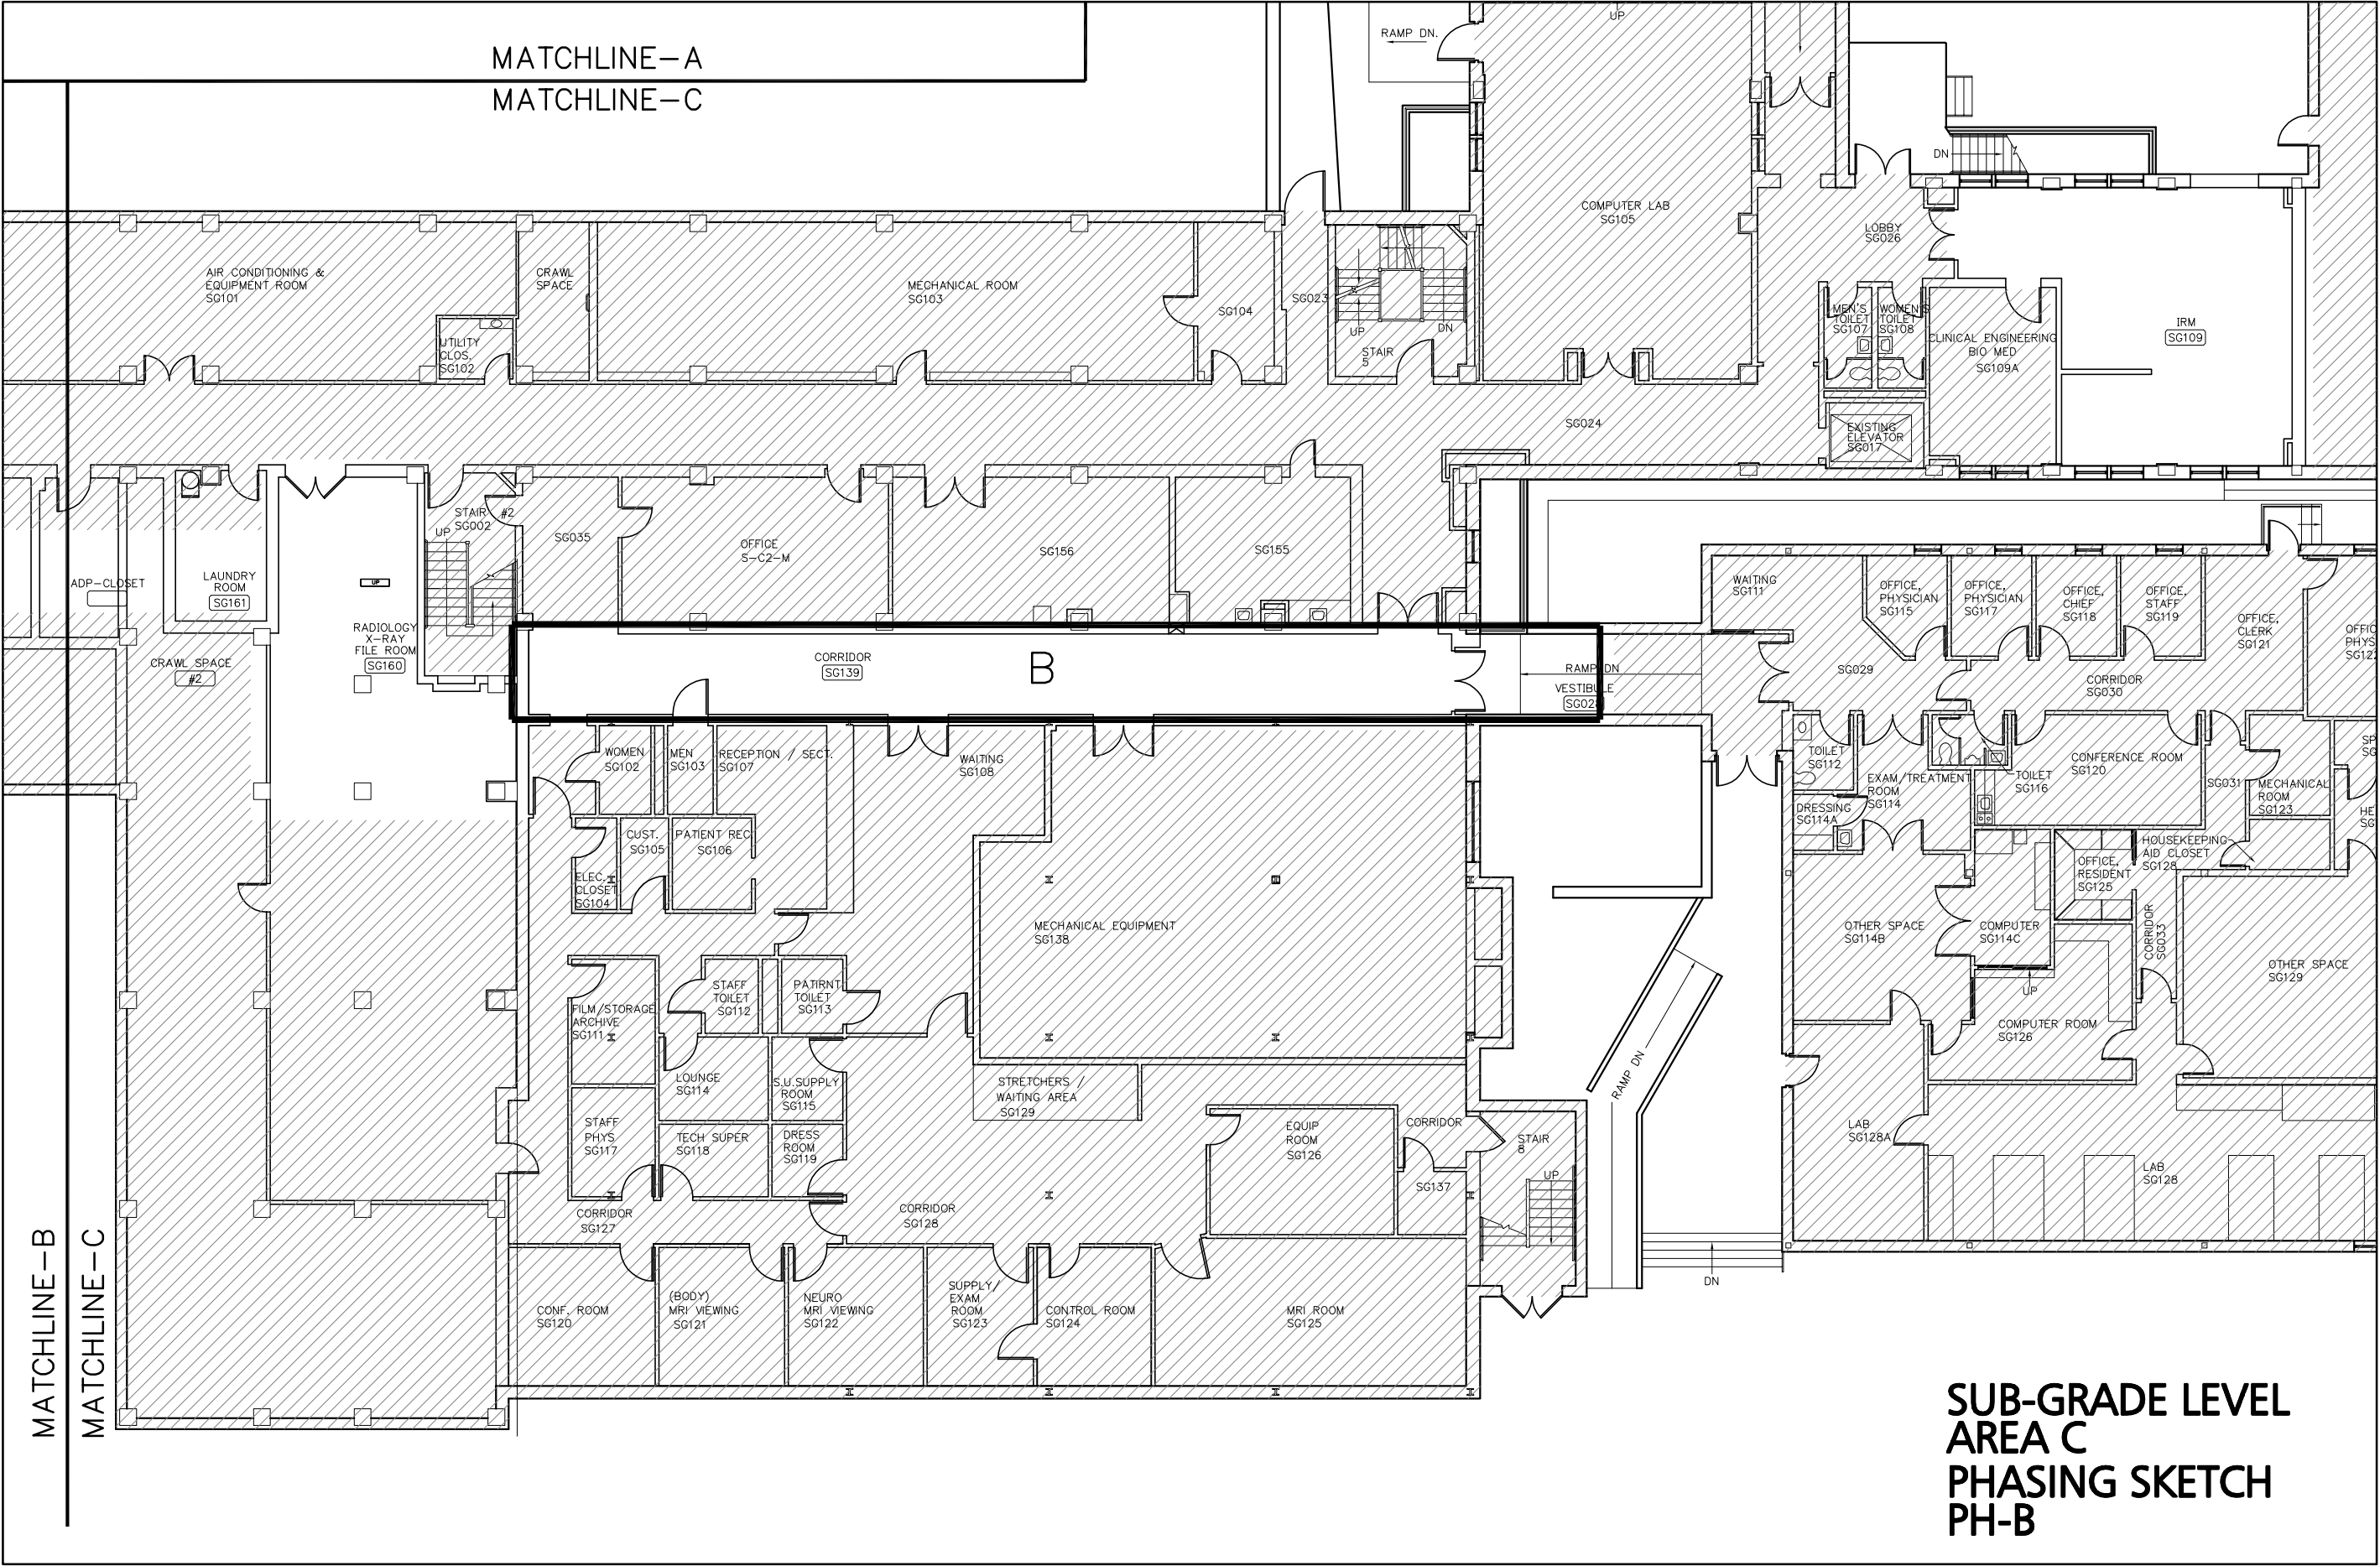 MATCHLINE-A
MATCHLINE-C
RAMP DN.
UP
DN
COMPUTER LAB
SG105
LOBBY
SG026
AIR CONDITIONING &
EQUIPMENT ROOM
SG101
CRAWL
SPACE
MECHANICAL ROOM
SG103
SG104
SG023
UP
DN
STAIR
5
UTILITY
CLOS.
SG102
MEN'S
TOILET
SG107
WOMEN'S
TOILET
SG108
CLINICAL ENGINEERING
BIO MED
SG109A
IRM
SG109
SG024
EXISTING
ELEVATOR
SG017
STAIR
SG002
#2
UP
SG035
OFFICE
S-C2-M
SG156
SG155
ADP-CLOSET
LAUNDRY
ROOM
SG161
UP
RADIOLOGY
X-RAY
FILE ROOM
SG160
CRAWL SPACE
#2
CORRIDOR
SG139
B
RAMP DN
VESTIBULE
SG028
WAITING
SG111
OFFICE,
PHYSICIAN
SG115
OFFICE,
PHYSICIAN
SG117
OFFICE,
CHIEF
SG118
OFFICE,
STAFF
SG119
OFFICE,
CLERK
SG121
OFFIC
PHYS
SG122
SG029
CORRIDOR
SG030
WOMEN
SG102
MEN
SG103
RECEPTION / SECT.
SG107
WAITING
SG108
TOILET
SG112
EXAM/TREATMENT
ROOM
SG114
TOILET
SG116
CONFERENCE ROOM
SG120
SG031
MECHANICAL
ROOM
SG123
SP
SG
HE
SG
DRESSING
SG114A
CUST.
SG105
PATIENT REC.
SG106
ELEC.
CLOSET
SG104
HOUSEKEEPING
AID CLOSET
SG128
OFFICE,
RESIDENT
SG125
MECHANICAL EQUIPMENT
SG138
OTHER SPACE
SG114B
COMPUTER
SG114C
CORRIDOR
SG033
OTHER SPACE
SG129
UP
FILM/STORAGE
ARCHIVE
SG111
STAFF
TOILET
SG112
PATIRNT
TOILET
SG113
COMPUTER ROOM
SG126
LOUNGE
SG114
S.U.SUPPLY
ROOM
SG115
STRETCHERS /
WAITING AREA
SG129
RAMP DN
STAFF
PHYS
SG117
TECH SUPER
SG118
DRESS
ROOM
SG119
EQUIP
ROOM
SG126
CORRIDOR
STAIR
8
UP
SG137
LAB
SG128A
LAB
SG128
CORRIDOR
SG127
CORRIDOR
SG128
DN
CONF. ROOM
SG120
(BODY)
MRI VIEWING
SG121
NEURO
MRI VIEWING
SG122
SUPPLY/
EXAM
ROOM
SG123
CONTROL ROOM
SG124
MRI ROOM
SG125
MATCHLINE-B
MATCHLINE-C
SUB-GRADE LEVEL
AREA C
PHASING SKETCH
PH-B